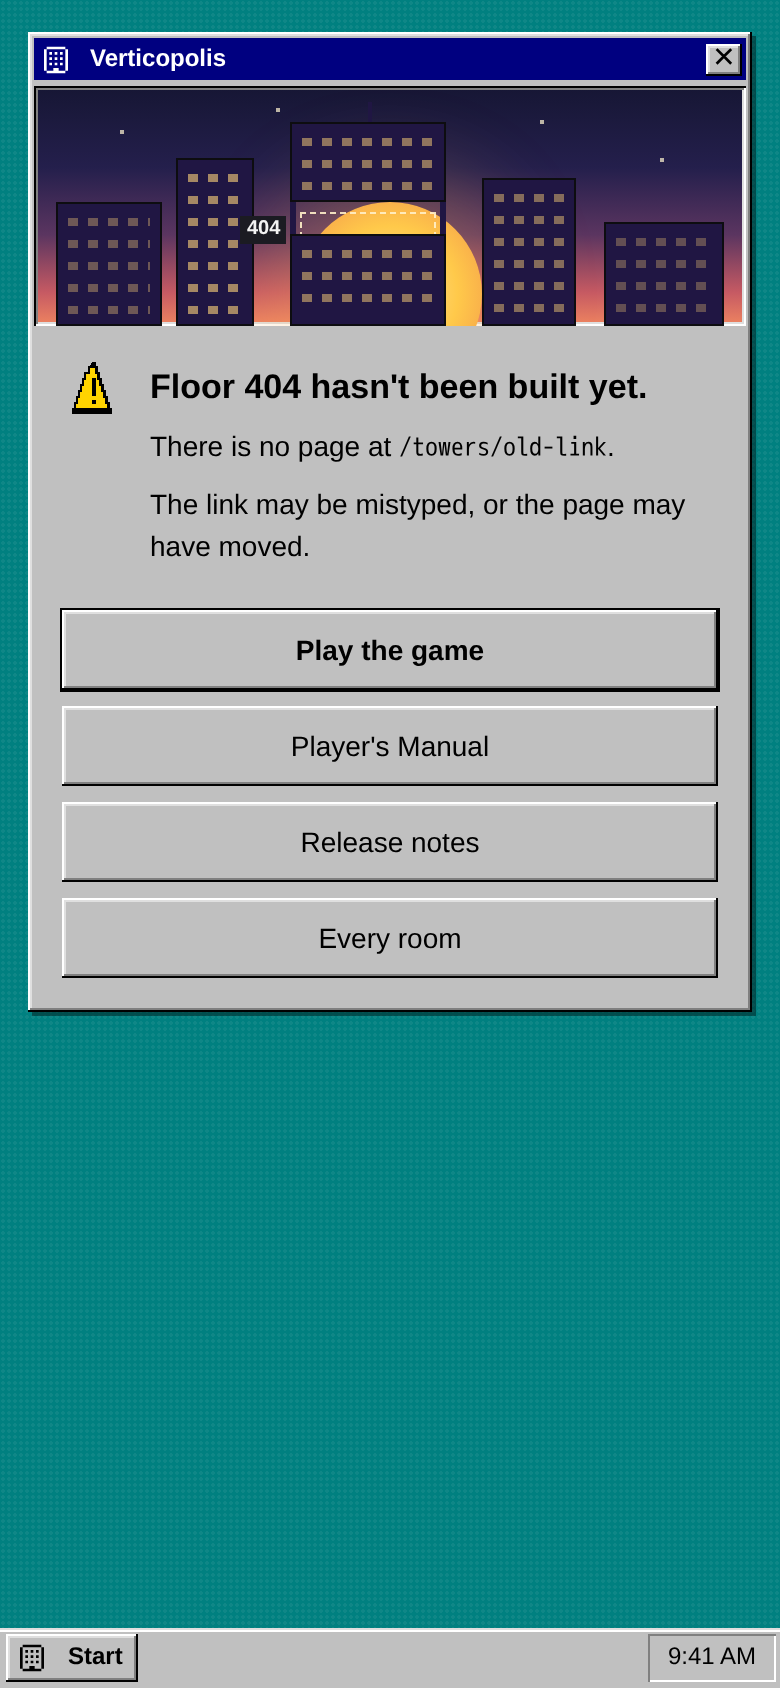 Verticopolis
404
Floor 404 hasn't been built yet.
There is no page at /towers/old-link.
The link may be mistyped, or the page may
have moved.
Play the game
Player's Manual
Release notes
Every room
Start
9:41 AM